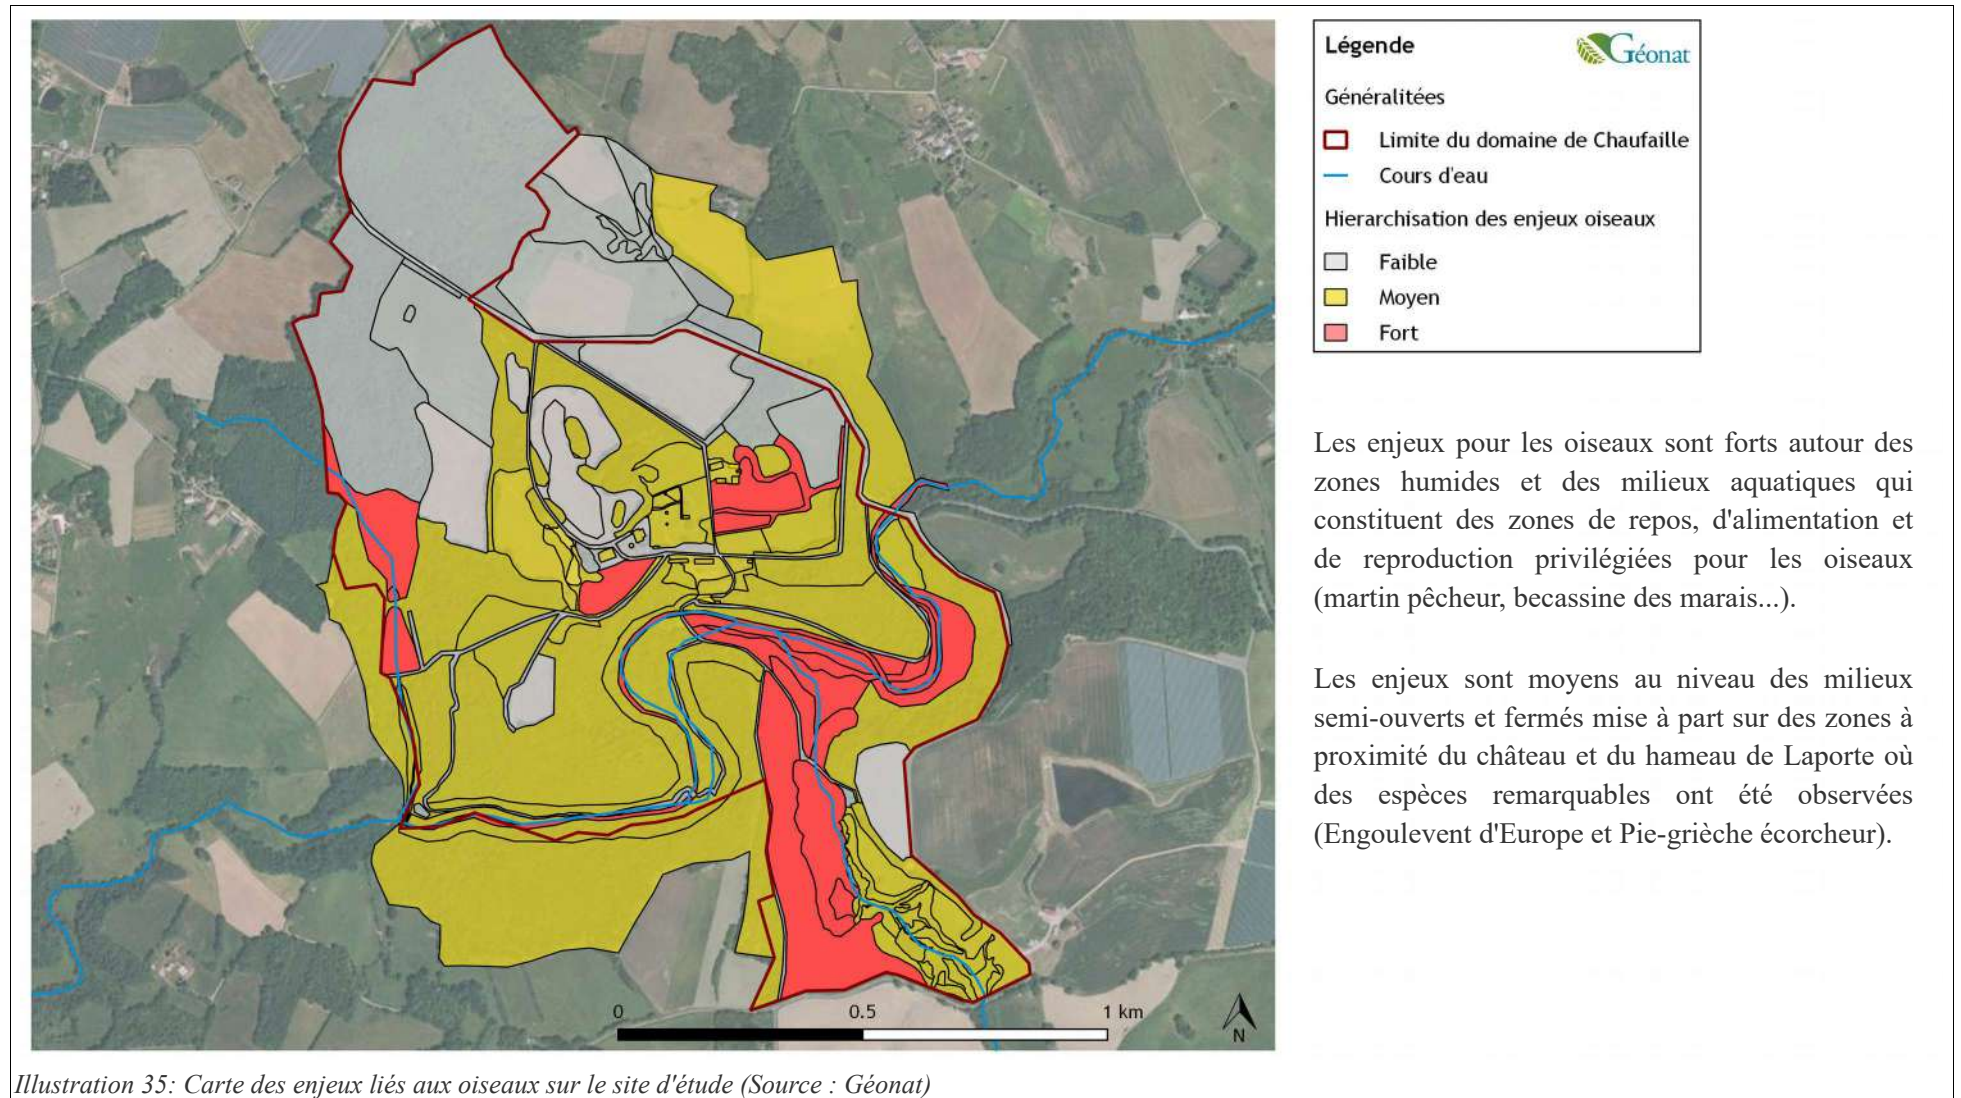 Légende
Géonat
Généralitées
Limite du domaine de Chaufaille
Cours d'eau
Hierarchisation des enjeux oiseaux
Faible
Moyen
Fort
Les enjeux pour les oiseaux sont forts autour des
zones humides et des milieux aquatiques qui
constituent des zones de repos, d'alimentation et
de reproduction privilégiées pour les oiseaux
(martin pêcheur, becassine des marais...).
Les enjeux sont moyens au niveau des milieux
semi-ouverts et fermés mise à part sur des zones à
proximité du château et du hameau de Laporte où
des espèces remarquables ont été observées
(Engoulevent d'Europe et Pie-grièche écorcheur).
0 0.5 1 km
N
Illustration 35: Carte des enjeux liés aux oiseaux sur le site d'étude (Source : Géonat)